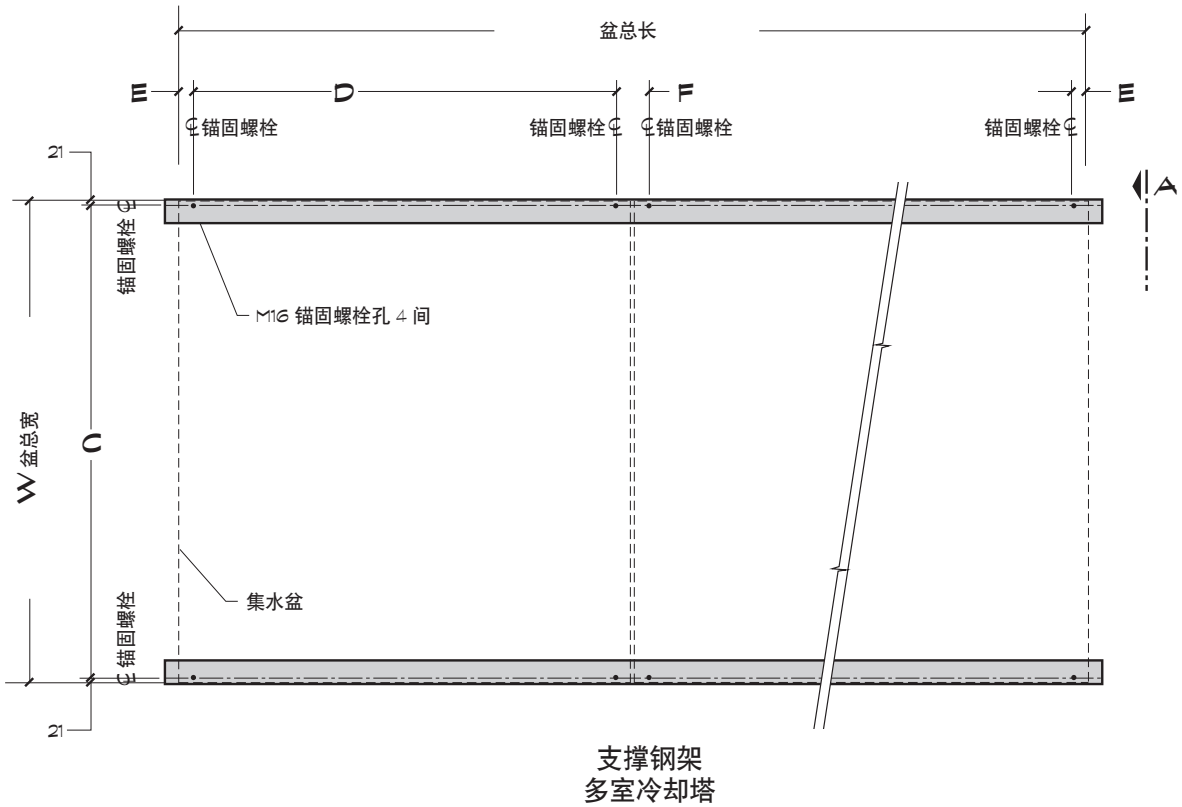 盆总长
E
D
F
E
℄锚固螺栓
锚固螺栓℄
℄锚固螺栓
锚固螺栓℄
21
A
℄锚固螺栓
M16 锚固螺栓孔 4 间
W 盆总宽
C
集水盆
℄锚固螺栓
21
支撑钢架
多室冷却塔